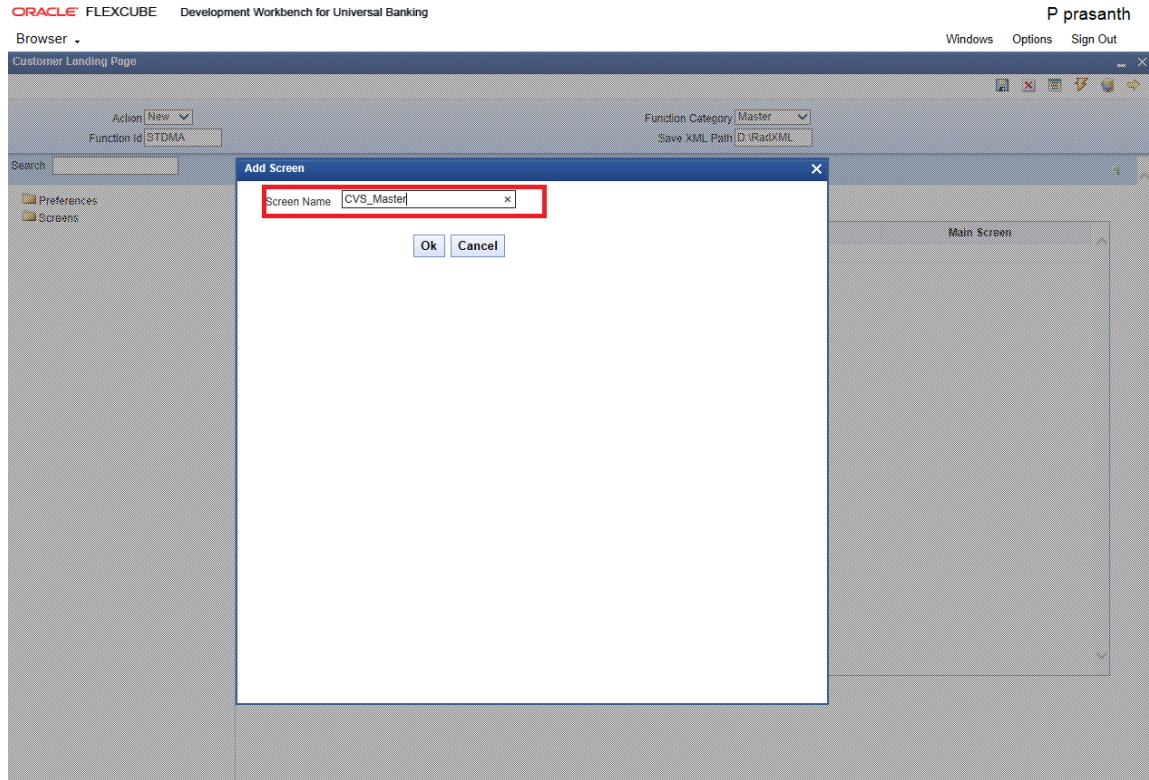 ORACLE FLEXCUBE Development Workbench for Universal Banking P prasanth
Browser Windows Options Sign Out
Customer Landing Page
Action New Function Category Master
Function Id STDMA Save XML Path D:\RadXML
Search
Add Screen
Preferences
Screens
Screen Name CVS_Master
Main Screen
Ok Cancel